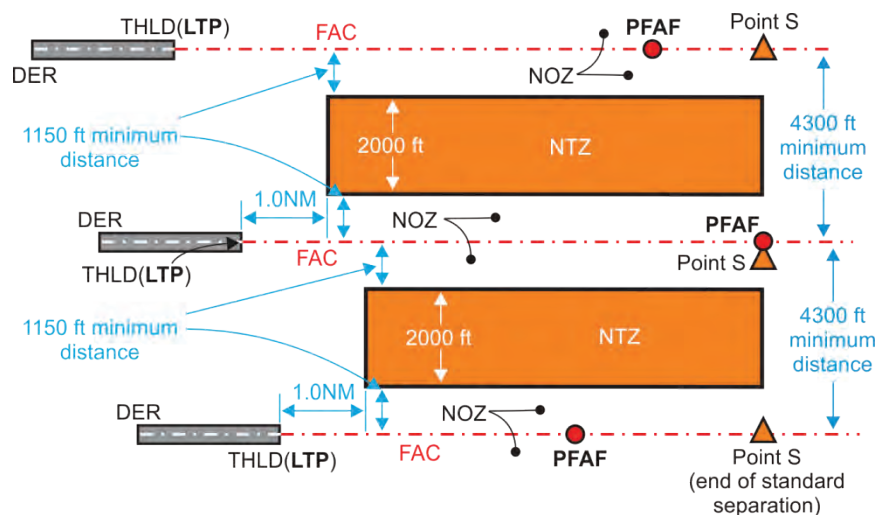 THLD(LTP)
FAC
PFAF
Point S
DER
NOZ
1150 ft minimum
distance
2000 ft
NTZ
4300 ft
minimum
distance
1.0NM
DER
NOZ
PFAF
THLD(LTP)
FAC
Point S
1150 ft minimum
distance
2000 ft
NTZ
4300 ft
minimum
distance
1.0NM
DER
NOZ
THLD(LTP)
FAC
PFAF
Point S
(end of standard
separation)